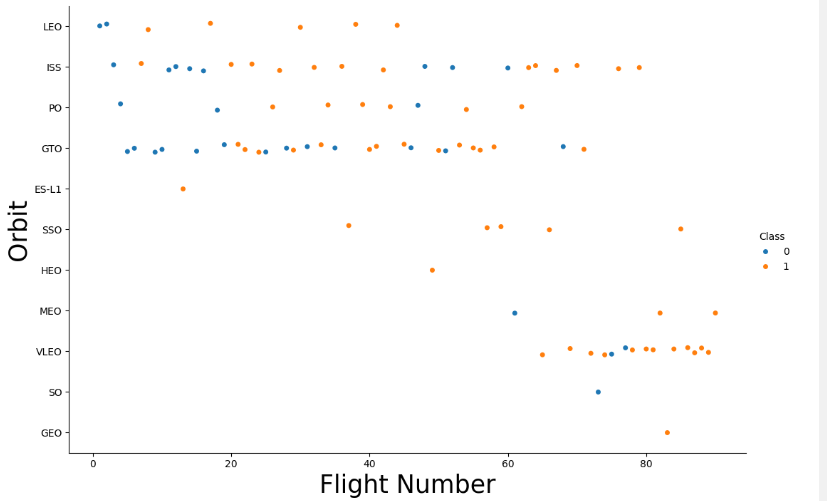 LEO
ISS
PO
GTO
ES-L1
SSO
HEO
MEO
VLEO
SO
GEO
Orbit
0
20
40
60
80
Flight Number
Class
0
1